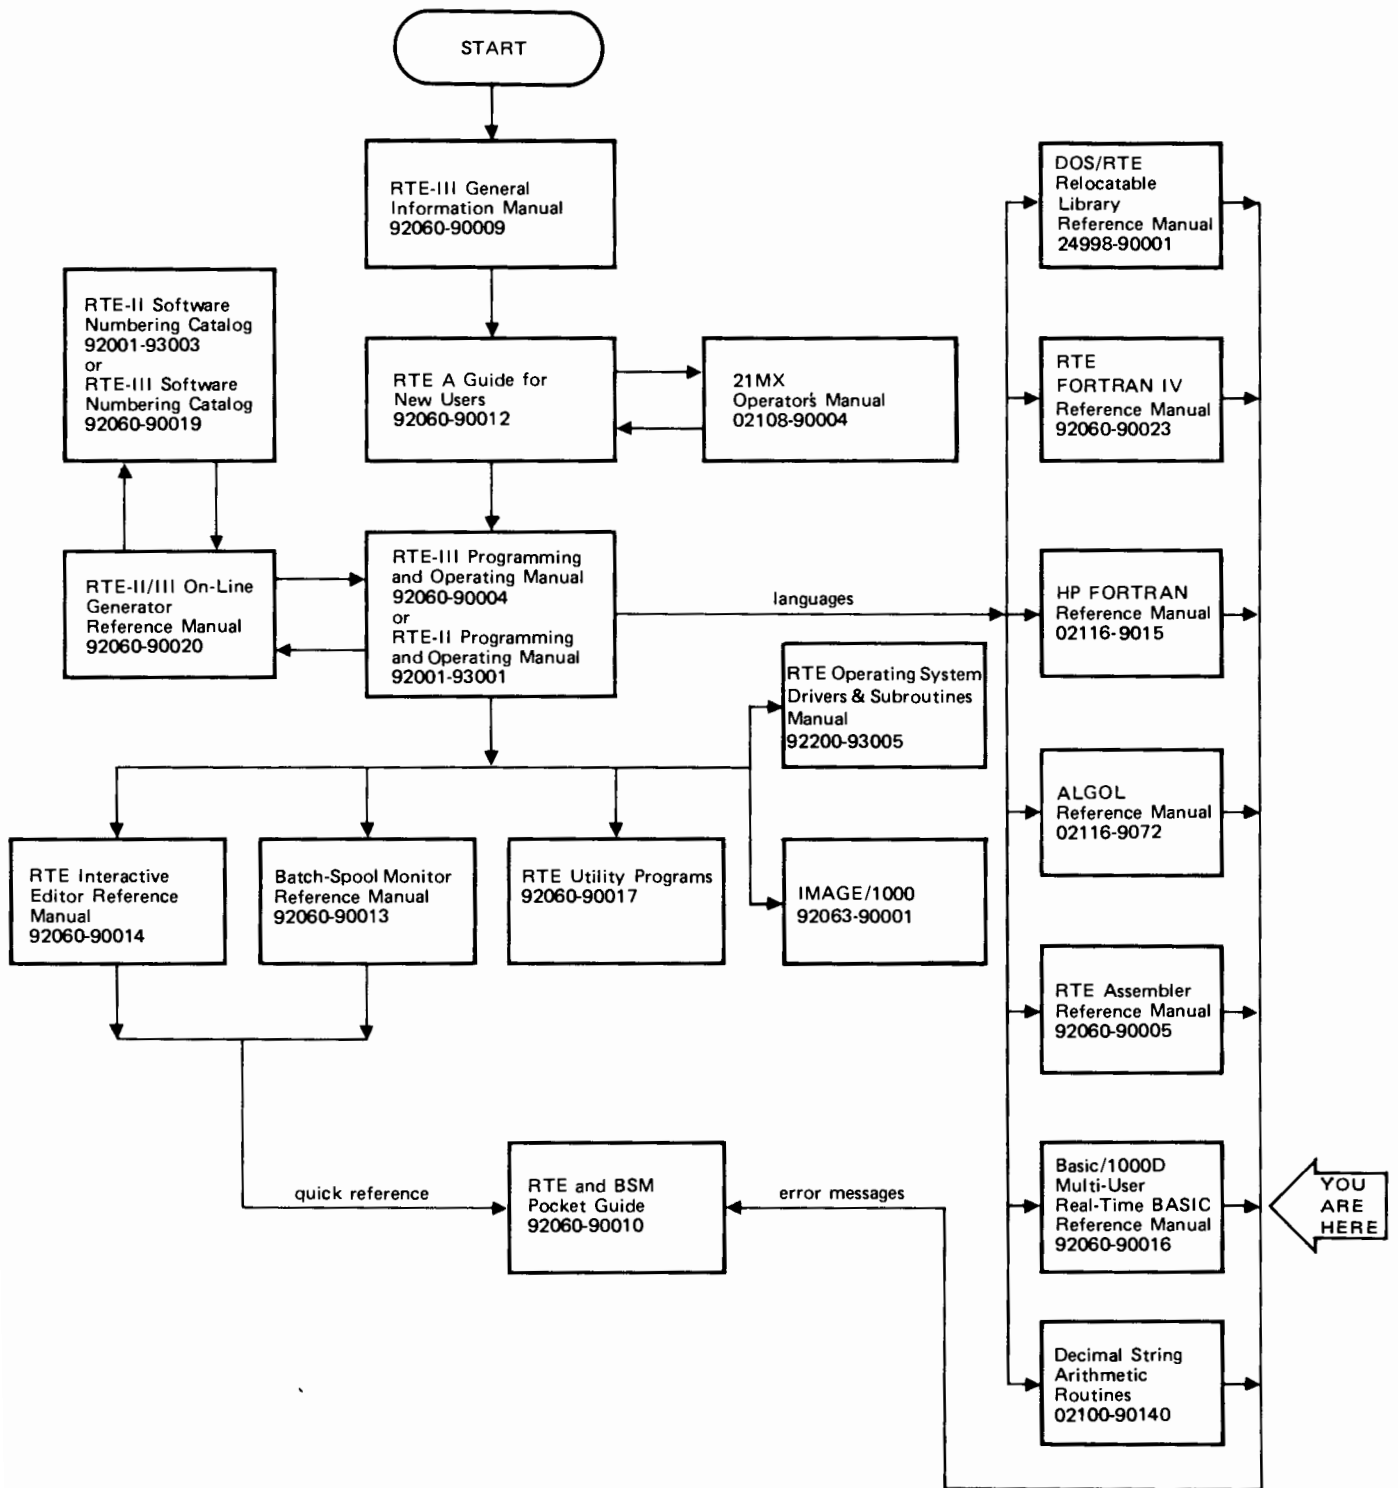 START
RTE-III General
Information Manual
92060-90009
RTE-II Software
Numbering Catalog
92001-93003
or
RTE-III Software
Numbering Catalog
92060-90019
RTE A Guide for
New Users
92060-90012
21MX
Operator's Manual
02108-90004
DOS/RTE
Relocatable
Library
Reference Manual
24998-90001
RTE
FORTRAN IV
Reference Manual
92060-90023
RTE-II/III On-Line
Generator
Reference Manual
92060-90020
RTE-III Programming
and Operating Manual
92060-90004
or
RTE-II Programming
and Operating Manual
92001-93001
languages
HP FORTRAN
Reference Manual
02116-9015
RTE Operating System
Drivers & Subroutines
Manual
92200-93005
ALGOL
Reference Manual
02116-9072
RTE Interactive
Editor Reference
Manual
92060-90014
Batch-Spool Monitor
Reference Manual
92060-90013
RTE Utility Programs
92060-90017
IMAGE/1000
92063-90001
RTE Assembler
Reference Manual
92060-90005
quick reference
RTE and BSM
Pocket Guide
92060-90010
error messages
Basic/1000D
Multi-User
Real-Time BASIC
Reference Manual
92060-90016
YOU
ARE
HERE
Decimal String
Arithmetic
Routines
02100-90140